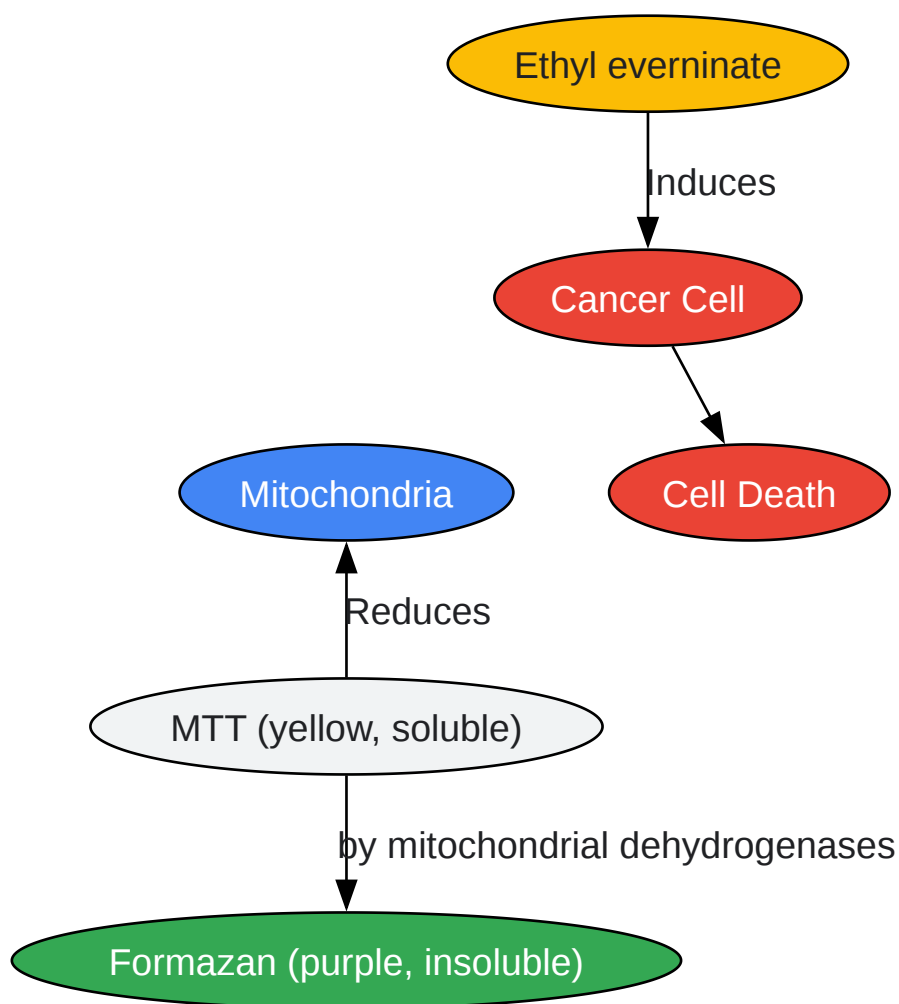 Ethyl everninate
Induces
Cancer Cell
Mitochondria
Cell Death
Reduces
MTT (yellow, soluble)
by mitochondrial dehydrogenases
Formazan (purple, insoluble)